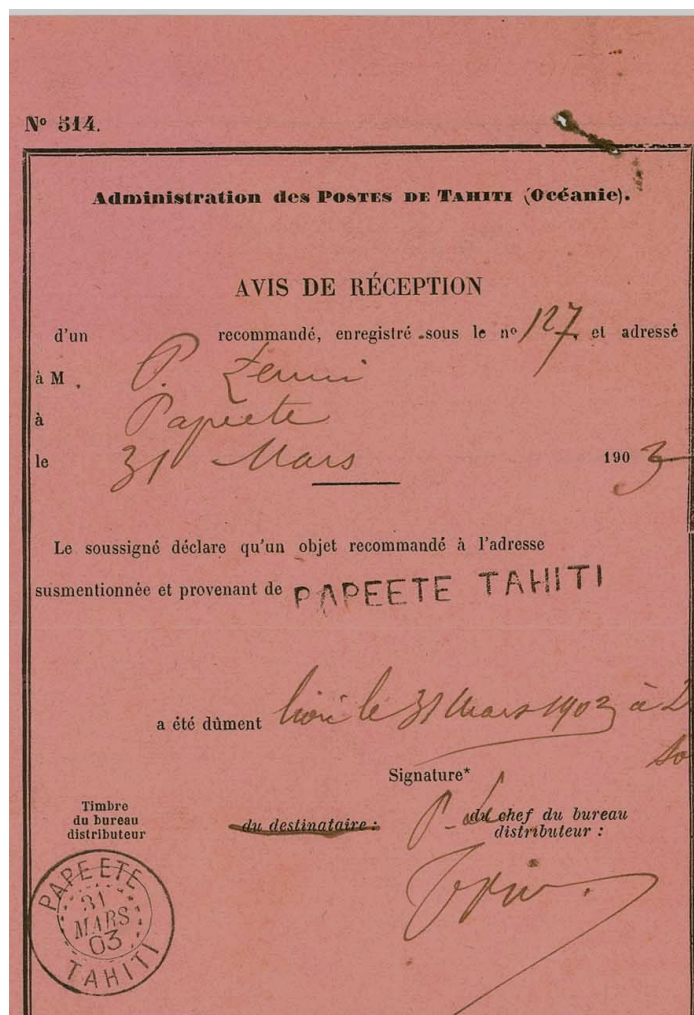 Nº 514.
Administration des POSTES DE TAHITI (Océanie).
AVIS DE RÉCEPTION
d'un recommandé, enregistré sous le nº 127 et adressé
à M. P.
à Papeete
le 31 Mars 1903
Le soussigné déclare qu'un objet recommandé à l'adresse
susmentionnée et provenant de PAPEETE TAHITI
a été dûment livré le 31 Mars 1903 à 2
Signature*
Timbre
du bureau
distributeur
du destinataire :
du chef du bureau
distributeur :
PAPEETE
31
MARS
03
TAHITI